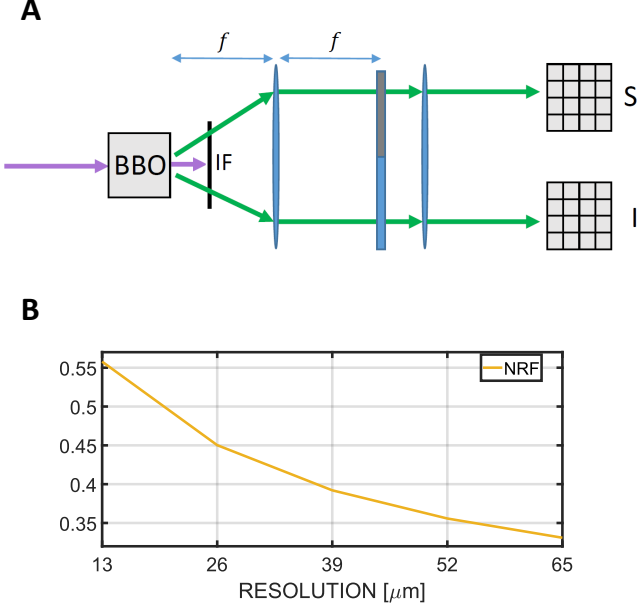 A
f f
BBO
IF
S
I
B
0.55
0.5
0.45
0.4
0.35
NRF
13 26 39 52 65
RESOLUTION [μm]